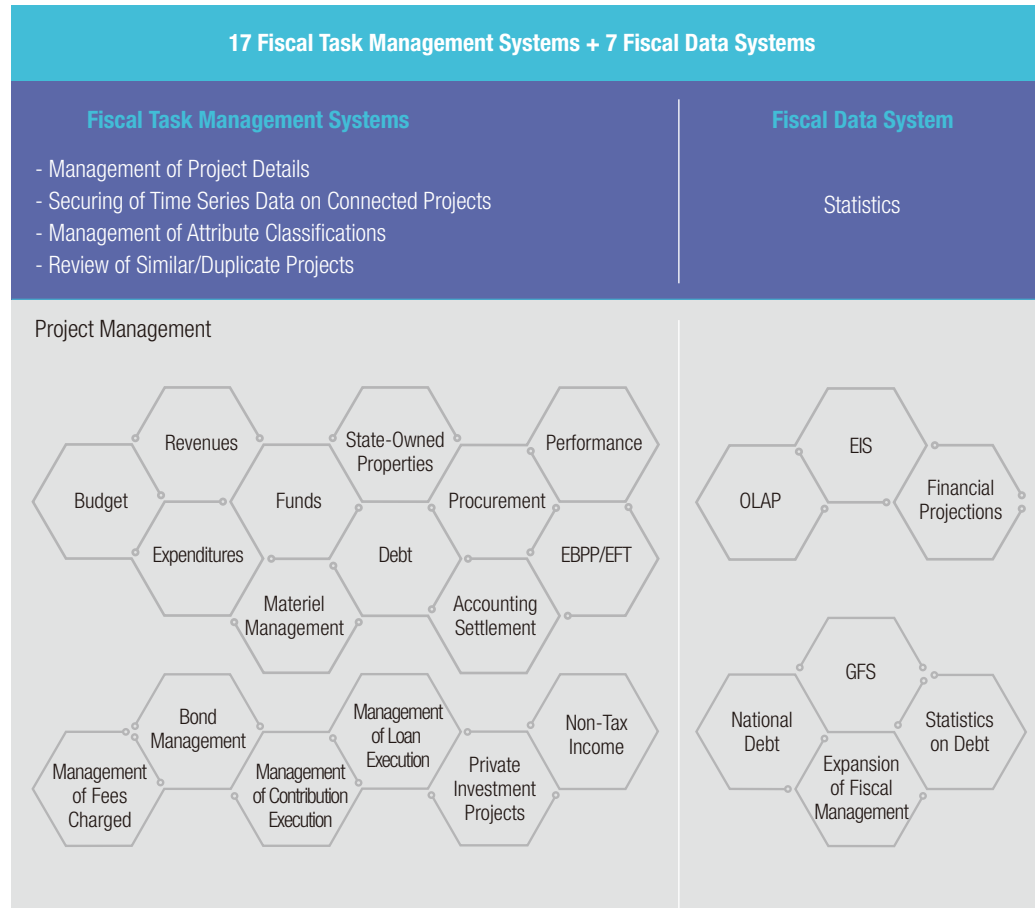 17 Fiscal Task Management Systems + 7 Fiscal Data Systems
Fiscal Task Management Systems
- Management of Project Details
- Securing of Time Series Data on Connected Projects
- Management of Attribute Classifications
- Review of Similar/Duplicate Projects
Fiscal Data System
Statistics
Project Management
Budget
Revenues
Expenditures
Funds
Materiel
Management
State-Owned
Properties
Debt
Procurement
Accounting
Settlement
Performance
EBPP/EFT
Management
of Fees
Charged
Bond
Management
Management
of Contribution
Execution
Management
of Loan
Execution
Private
Investment
Projects
Non-Tax
Income
OLAP
EIS
Financial
Projections
National
Debt
GFS
Expansion
of Fiscal
Management
Statistics
on Debt